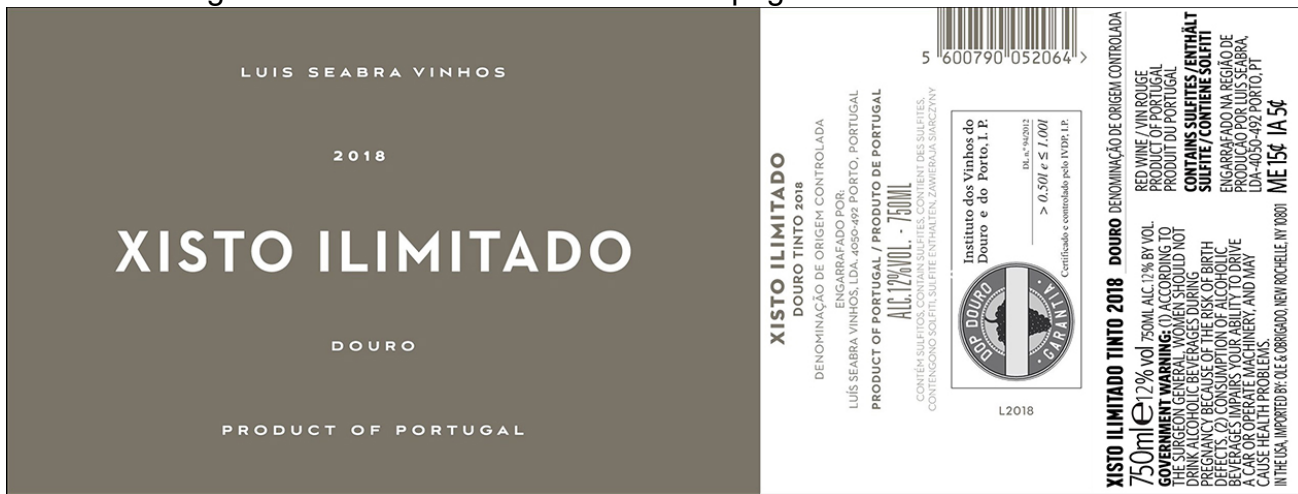 LUIS SEABRA VINHOS
2018
XISTO ILIMITADO
DOURO
PRODUCT OF PORTUGAL
5 600790 052064 >
XISTO ILIMITADO
DOURO TINTO 2018
DENOMINAÇÃO DE ORIGEM CONTROLADA
ENGARRAFADO POR:
LUÍS SEABRA VINHOS, LDA. 4050-492 PORTO, PORTUGAL
PRODUCT OF PORTUGAL / PRODUTO DE PORTUGAL
ALC.12%VOL. - 750ML
CONTÉM SULFITOS, CONTAIN SULFITES, CONTIENT DES SULFITES,
CONTENGONO SOLFITI, SULFITE ENTHALTEN, ZAWIERAJA SIARCZYNY
Instituto dos Vinhos do
Douro e do Porto, I. P.
DL n.º 94/2012
> 0.50l e ≤ 1.00l
Certificado e controlado pelo IVDP, I.P.
DOP DOURO
• GARANTIA •
L2018
XISTO ILIMITADO TINTO 2018 DOURO DENOMINAÇÃO DE ORIGEM CONTROLADA
750ml e 12% vol 750ML ALC. 12% BY VOL.
GOVERNMENT WARNING: (1) ACCORDING TO
THE SURGEON GENERAL, WOMEN SHOULD NOT
DRINK ALCOHOLIC BEVERAGES DURING
PREGNANCY BECAUSE OF THE RISK OF BIRTH
DEFECTS. (2) CONSUMPTION OF ALCOHOLIC
BEVERAGES IMPAIRS YOUR ABILITY TO DRIVE
A CAR OR OPERATE MACHINERY, AND MAY
CAUSE HEALTH PROBLEMS.
IN THE USA, IMPORTED BY: OLE & OBRIGADO, NEW ROCHELLE, NY 10801
RED WINE / VIN ROUGE
PRODUCT OF PORTUGAL
PRODUIT DU PORTUGAL
CONTAINS SULFITES / ENTHÄLT
SULFITE / CONTIENE SOLFITI
ENGARRAFADO NA REGIÃO DE
PRODUÇÃO POR LUIS SEABRA,
LDA-4050-492 PORTO, PT
ME 15¢ IA 5¢